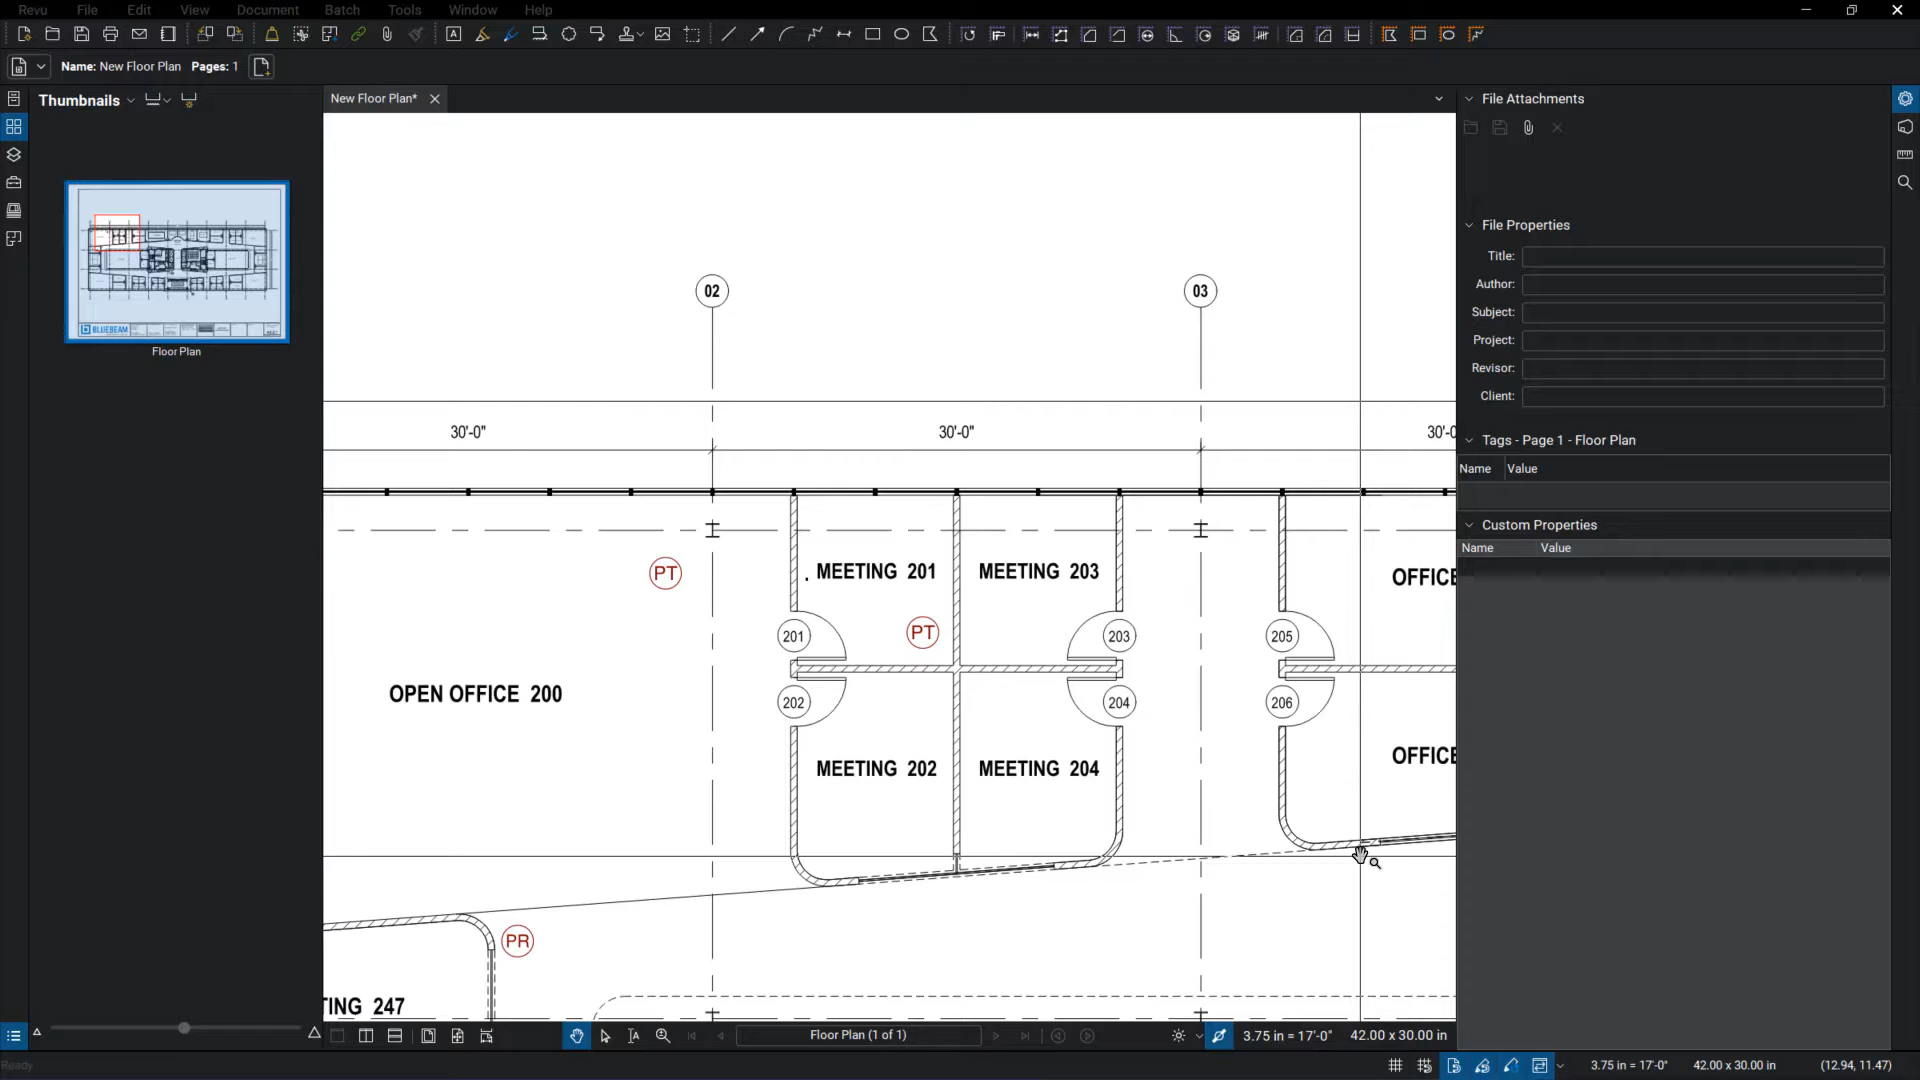 Revu File Edit View Document Batch Tools Window Help
Name: New Floor Plan Pages: 1
Thumbnails
New Floor Plan*
File Attachments
File Properties
Title:
Author:
Subject:
Project:
Revisor:
Client:
Tags - Page 1 - Floor Plan
Name Value
Custom Properties
Name Value
BLUEBEAM
Floor Plan
02 03
30'-0" 30'-0" 30'-0
PT MEETING 201 MEETING 203 OFFICE
201 PT 203 205
OPEN OFFICE 200 202 204 206
MEETING 202 MEETING 204 OFFICE
PR
TING 247
Floor Plan (1 of 1) 3.75 in = 17'-0" 42.00 x 30.00 in
Ready 3.75 in = 17'-0" 42.00 x 30.00 in (12.94, 11.47)